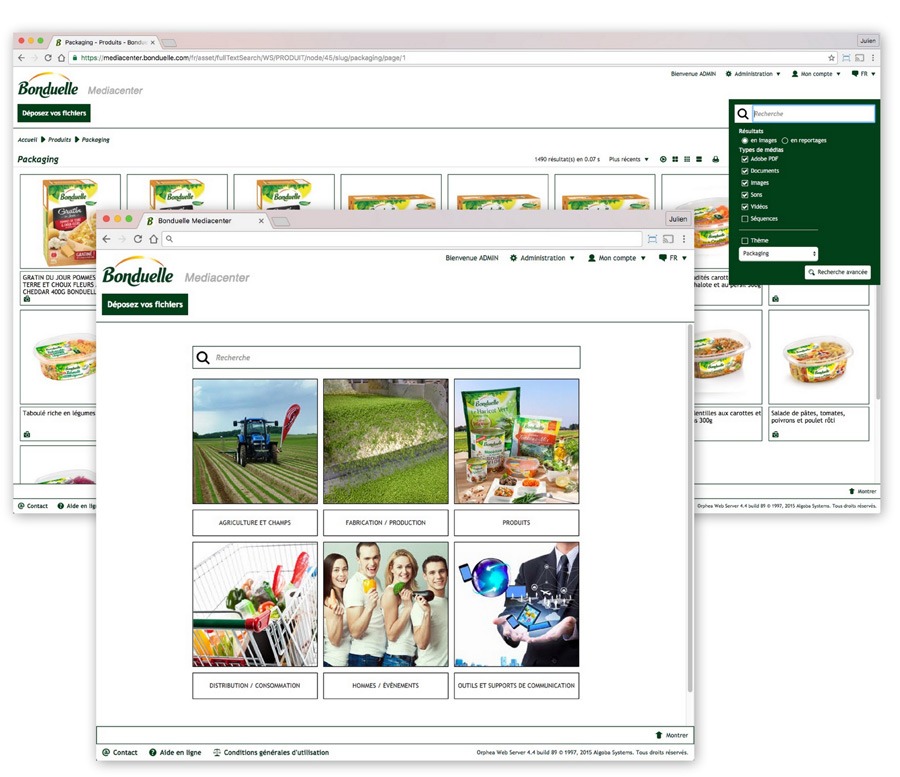 Packaging - Produits - Bondu
Julien
https://mediacenter.bonduelle.com/fr/asset/fullTextSearch/WS/PRODUIT/node/45/slug/packaging/page/1
Bienvenue ADMIN Administration Mon compte FR
Bonduelle Mediacenter
Déposez vos fichiers
Accueil Produits Packaging
Packaging
1490 résultat(s) en 0.07 s Plus récents
Recherche
Résultats
en images en reportages
Types de médias
Adobe PDF
Documents
Images
Sons
Vidéos
Séquences
Thème
Packaging
Recherche avancée
GRATIN DU JOUR POMMES
TERRE ET CHOUX FLEURS
CHEDDAR 400G BONDUELL
dités carotte
halote et au persil 300g
Taboulé riche en légumes
entilles aux carottes et
s 300g
Salade de pâtes, tomates,
poivrons et poulet rôti
Montrer
Contact Aide en lig
Orphea Web Server 4.4 build 89 © 1997, 2015 Algoba Systems. Tous droits réservés.
Bonduelle Mediacenter
Julien
Bienvenue ADMIN Administration Mon compte FR
Bonduelle Mediacenter
Déposez vos fichiers
Recherche
AGRICULTURE ET CHAMPS
FABRICATION / PRODUCTION
PRODUITS
DISTRIBUTION / CONSOMMATION
HOMMES / ÉVÈNEMENTS
OUTILS ET SUPPORTS DE COMMUNICATION
Montrer
Contact Aide en ligne Conditions générales d'utilisation
Orphea Web Server 4.4 build 89 © 1997, 2015 Algoba Systems. Tous droits réservés.